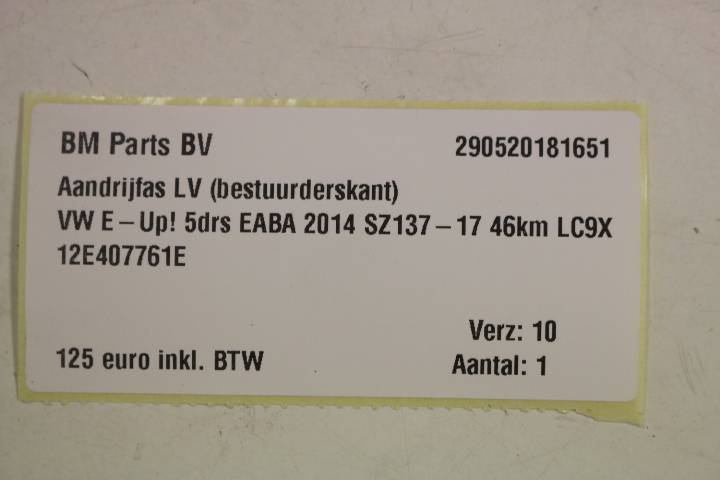 BM Parts BV 290520181651
Aandrijfas LV (bestuurderskant)
VW E-Up! 5drs EABA 2014 SZ137-17 46km LC9X
12E407761E
Verz: 10
125 euro inkl. BTW Aantal: 1